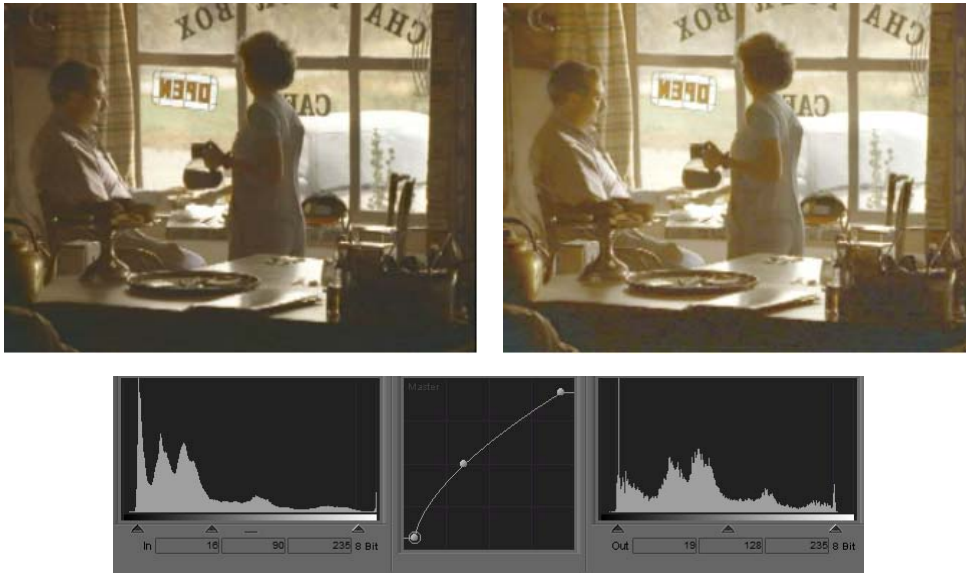 BOX CHA
OPEN
CAF
BOX CHA
OPEN
CAF
Master
In 16 90 235 8 Bit
Out 19 128 235 8 Bit